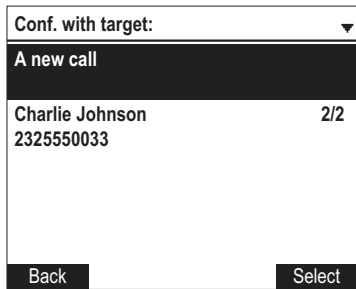 Conf. with target:
A new call
Charlie Johnson 2/2
2325550033
Back Select